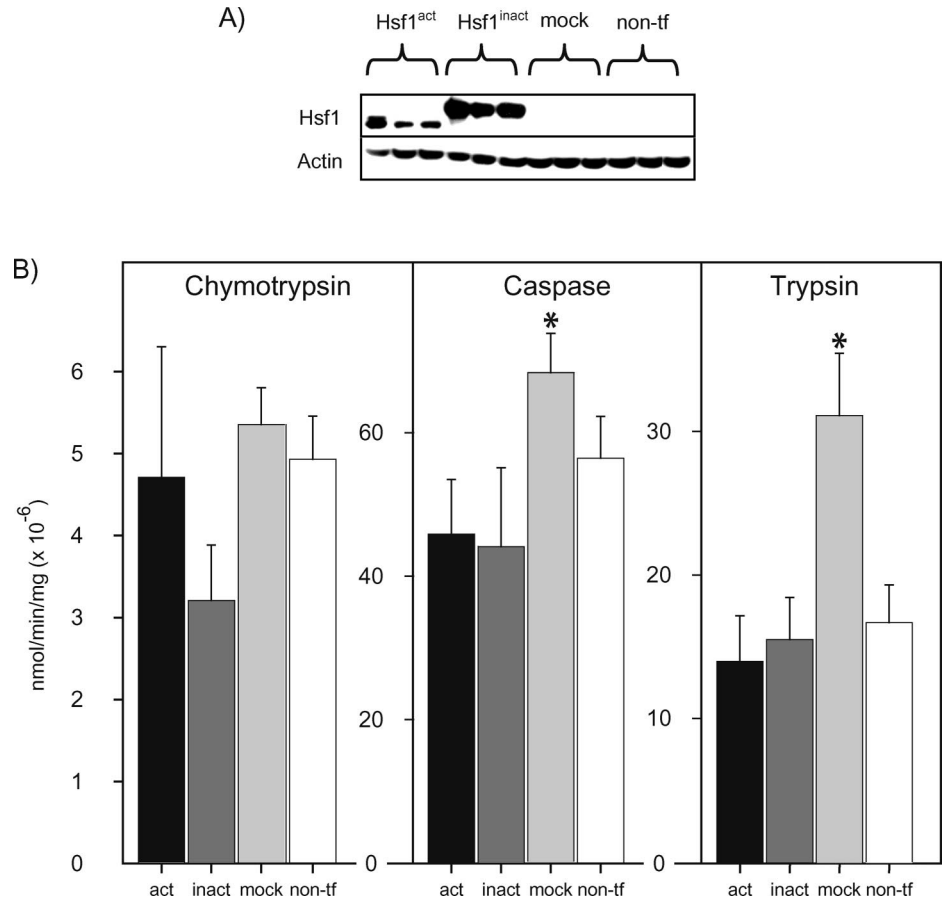 A)
Hsf1act Hsf1inact mock non-tf
Hsf1
Actin
B)
Chymotrypsin Caspase Trypsin
* *
nmol/min/mg (x 10-6)
6
5
4
3
2
1
0
60
40
20
0
30
20
10
0
act inact mock non-tf act inact mock non-tf act inact mock non-tf